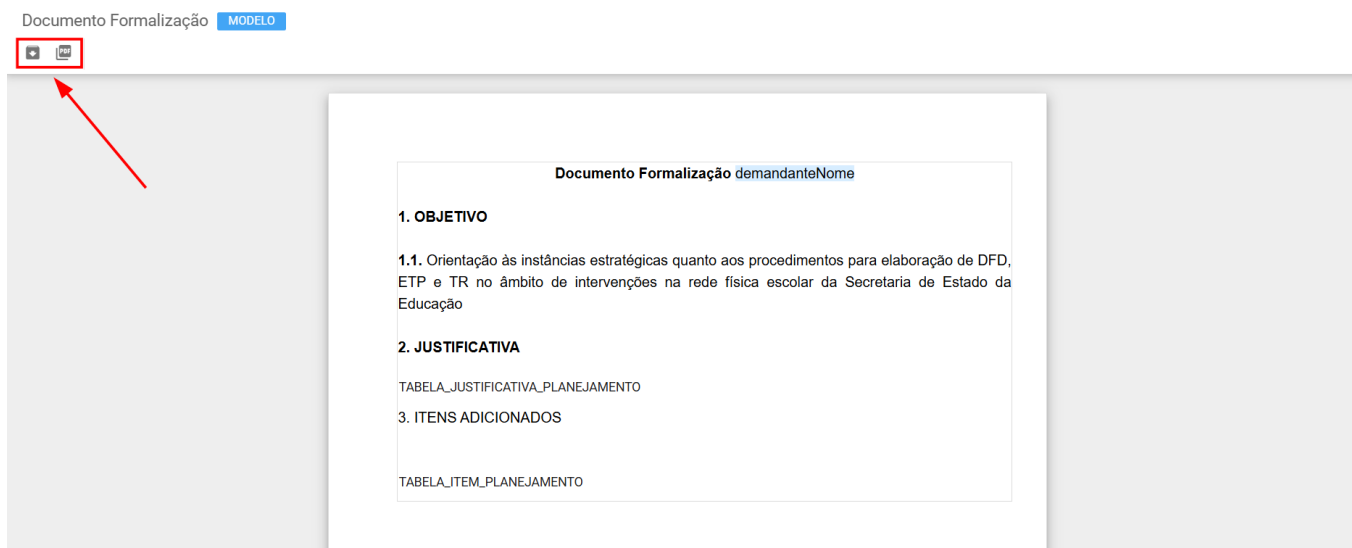 Documento Formalização MODELO
PDF
Documento Formalização demandanteNome
1. OBJETIVO
1.1. Orientação às instâncias estratégicas quanto aos procedimentos para elaboração de DFD,
ETP e TR no âmbito de intervenções na rede física escolar da Secretaria de Estado da
Educação
2. JUSTIFICATIVA
TABELA_JUSTIFICATIVA_PLANEJAMENTO
3. ITENS ADICIONADOS
TABELA_ITEM_PLANEJAMENTO